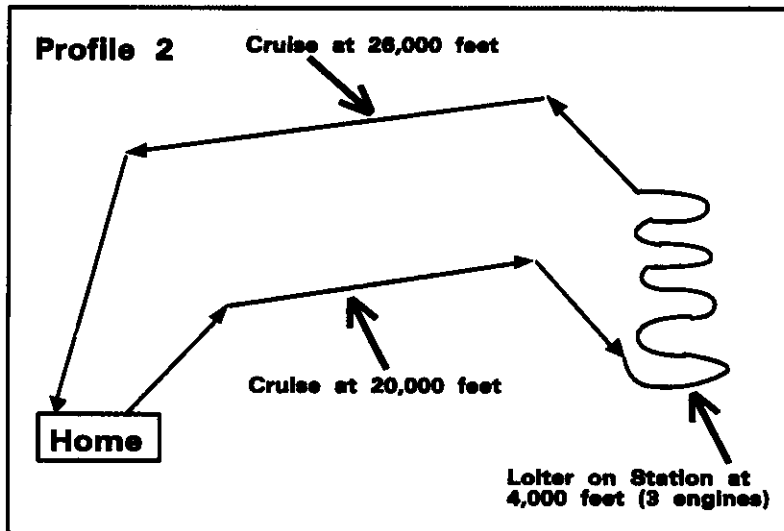 Profile 2
Cruise at 26,000 feet
Cruise at 20,000 feet
Home
Loiter on Station at
4,000 feet (3 engines)